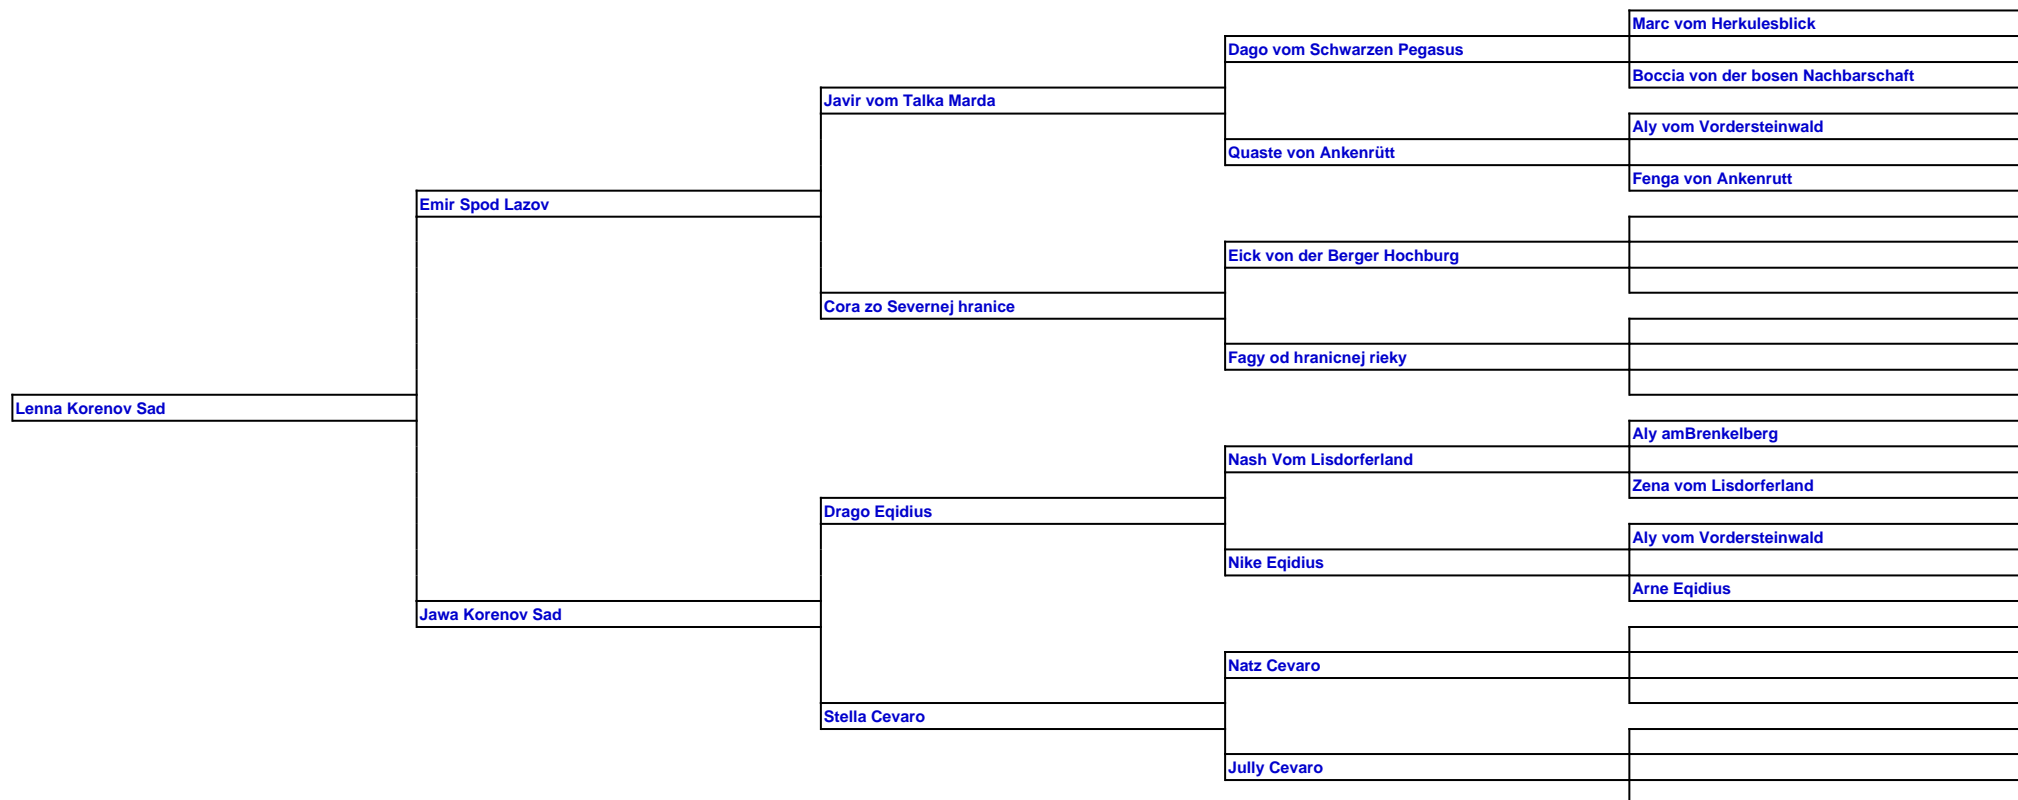 Marc vom Herkulesblick
Dago vom Schwarzen Pegasus
Boccia von der bosen Nachbarschaft
Javir vom Talka Marda
Aly vom Vordersteinwald
Quaste von Ankenrütt
Fenga von Ankenrutt
Emir Spod Lazov
Eick von der Berger Hochburg
Cora zo Severnej hranice
Fagy od hranicnej rieky
Lenna Korenov Sad
Aly amBrenkelberg
Nash Vom Lisdorferland
Zena vom Lisdorferland
Drago Eqidius
Aly vom Vordersteinwald
Nike Eqidius
Arne Eqidius
Jawa Korenov Sad
Natz Cevaro
Stella Cevaro
Jully Cevaro